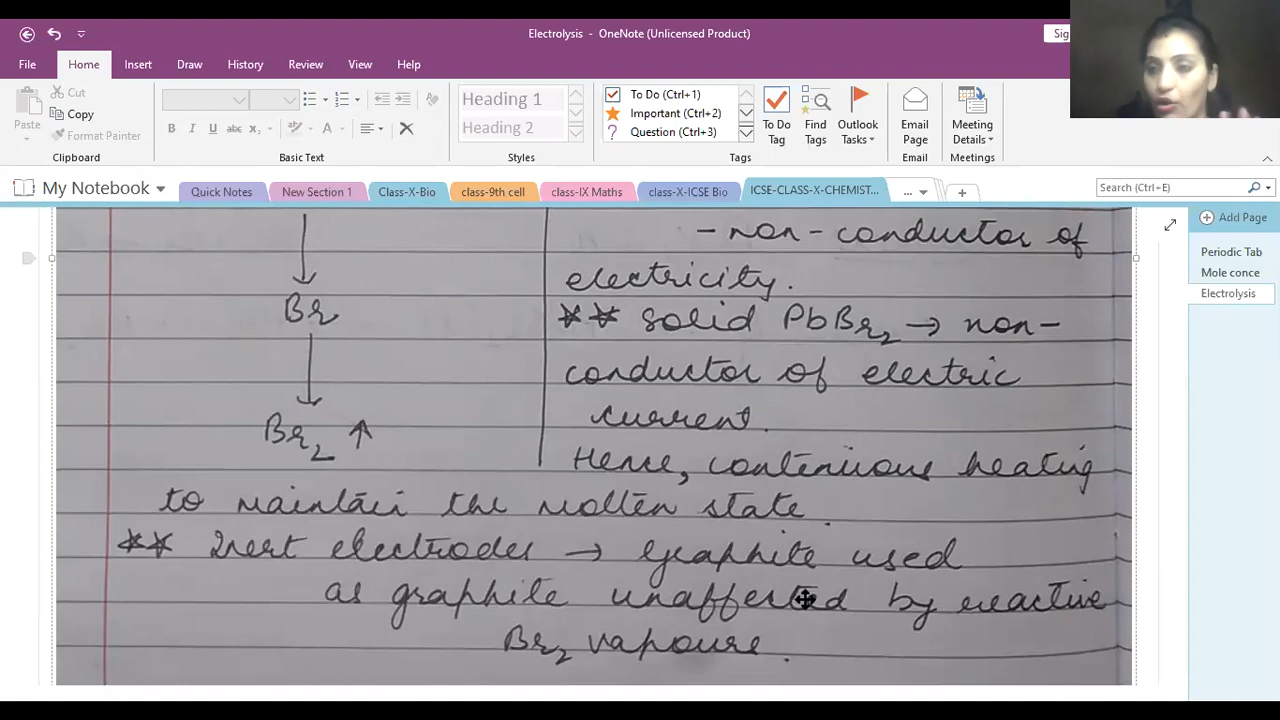 Electrolysis - OneNote (Unlicensed Product)
File Home Insert Draw History Review View Help
Cut
Copy
Format Painter
Paste
Clipboard
B I U abc x₂ A
Basic Text
Heading 1
Heading 2
Styles
To Do (Ctrl+1)
Important (Ctrl+2)
Question (Ctrl+3)
To Do Tag
Find Tags
Outlook Tasks
Tags
Email Page
Email
Meeting Details
Meetings
My Notebook
Quick Notes New Section 1 Class-X-Bio class-9th cell class-IX Maths class-X-ICSE Bio ICSE-CLASS-X-CHEMIST... ...
Search (Ctrl+E)
Add Page
Periodic Tab
Mole conce
Electrolysis
Br
Br₂ ↑
- non-conductor of
electricity.
** solid PbBr₂ → non-
conductor of electric
current.
Hence, contenuous heating
to maintain the molten state.
** Inert electrodes → Graphite used
as graphite unaffected by reactive
Br₂ vapoure.